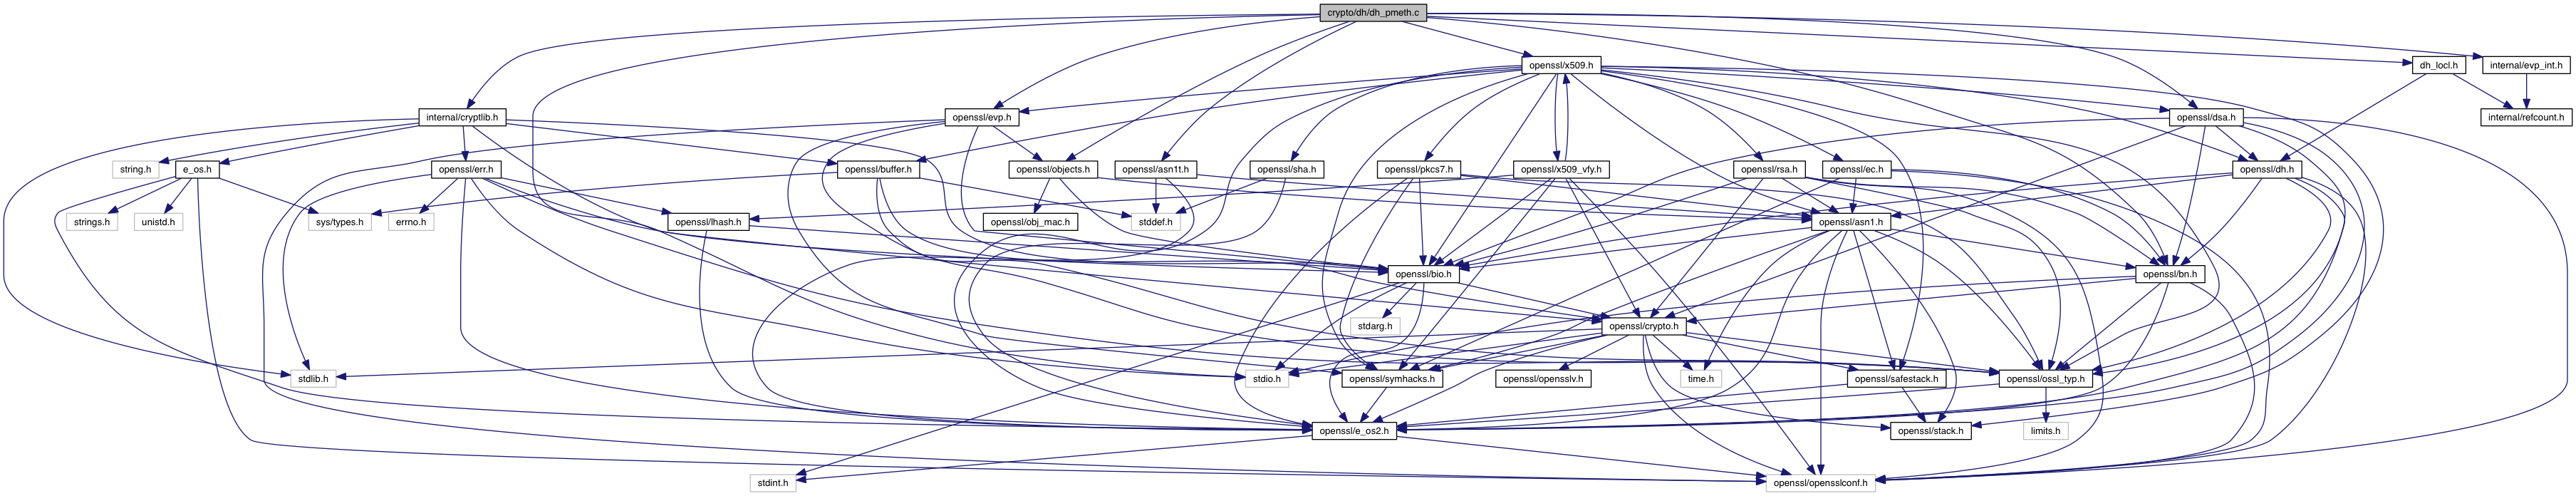 crypto/dh/dh_pmeth.c
openssl/x509.h
dh_locl.h
internal/evp_int.h
internal/cryptlib.h
openssl/evp.h
openssl/dsa.h
internal/refcount.h
string.h
e_os.h
openssl/err.h
openssl/buffer.h
openssl/objects.h
openssl/asn1t.h
openssl/sha.h
openssl/pkcs7.h
openssl/x509_vfy.h
openssl/rsa.h
openssl/ec.h
openssl/dh.h
strings.h
unistd.h
sys/types.h
errno.h
openssl/lhash.h
openssl/obj_mac.h
stddef.h
openssl/asn1.h
openssl/bio.h
openssl/bn.h
stdarg.h
openssl/crypto.h
stdlib.h
stdio.h
openssl/symhacks.h
openssl/opensslv.h
time.h
openssl/safestack.h
openssl/ossl_typ.h
openssl/e_os2.h
openssl/stack.h
limits.h
stdint.h
openssl/opensslconf.h